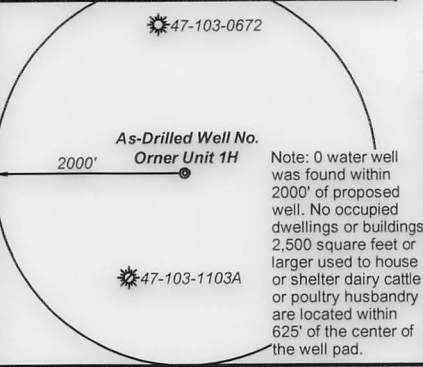 47-103-0672
As-Drilled Well No.
Orner Unit 1H
2000'
Note: 0 water well
was found within
2000' of proposed
well. No occupied
dwellings or buildings
2,500 square feet or
larger used to house
or shelter dairy cattle
or poultry husbandry
are located within
625' of the center of
the well pad.
47-103-1103A